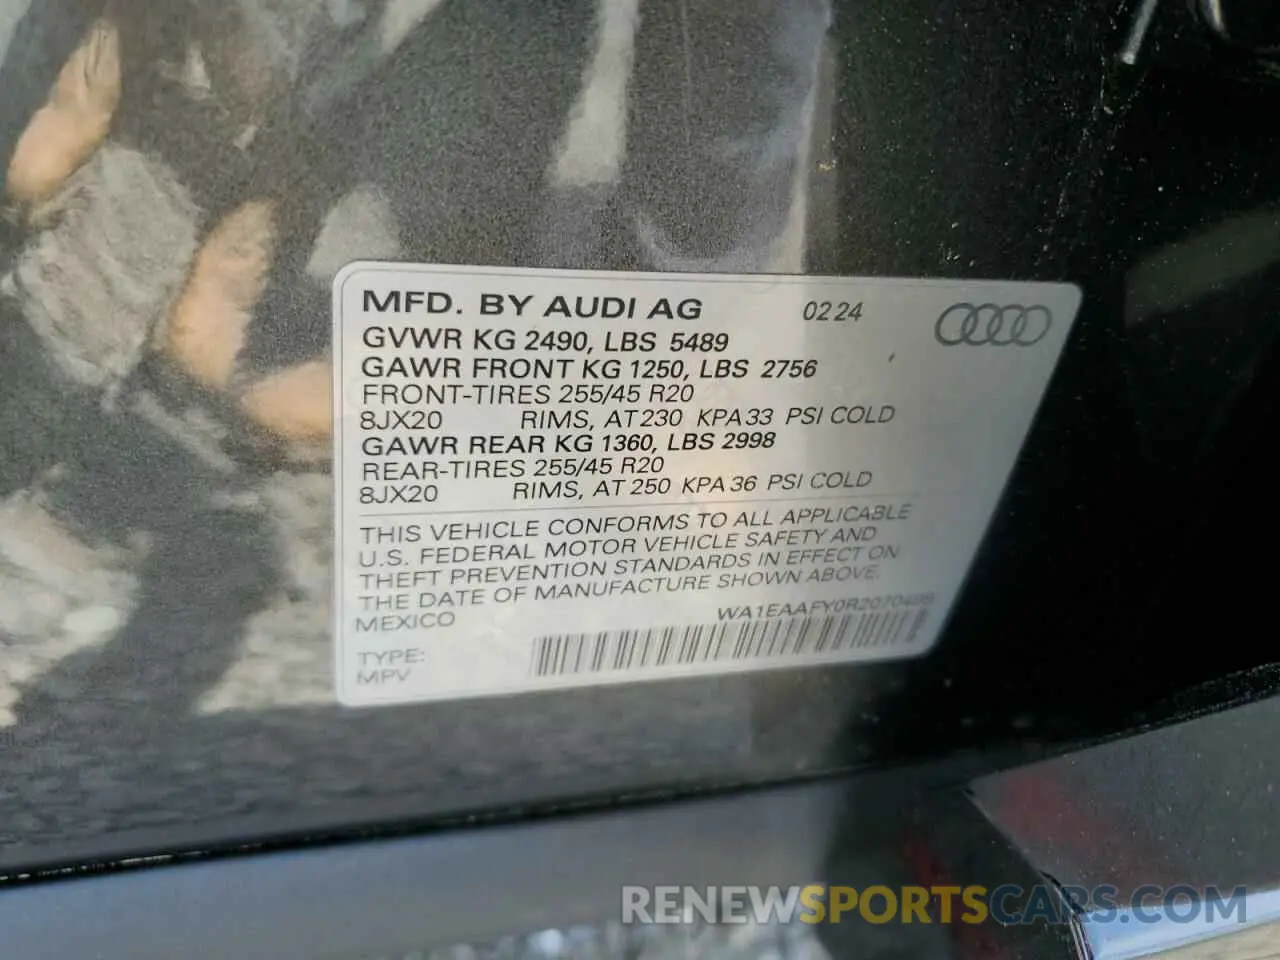 MFD. BY AUDI AG 02 24
GVWR KG 2490, LBS 5489
GAWR FRONT KG 1250, LBS 2756
FRONT-TIRES 255/45 R20
8JX20 RIMS, AT 230 KPA 33 PSI COLD
GAWR REAR KG 1360, LBS 2998
REAR-TIRES 255/45 R20
8JX20 RIMS, AT 250 KPA 36 PSI COLD
THIS VEHICLE CONFORMS TO ALL APPLICABLE
U.S. FEDERAL MOTOR VEHICLE SAFETY AND
THEFT PREVENTION STANDARDS IN EFFECT ON
THE DATE OF MANUFACTURE SHOWN ABOVE.
MEXICO
TYPE:
MPV
RENEWSPORTSCARS.COM